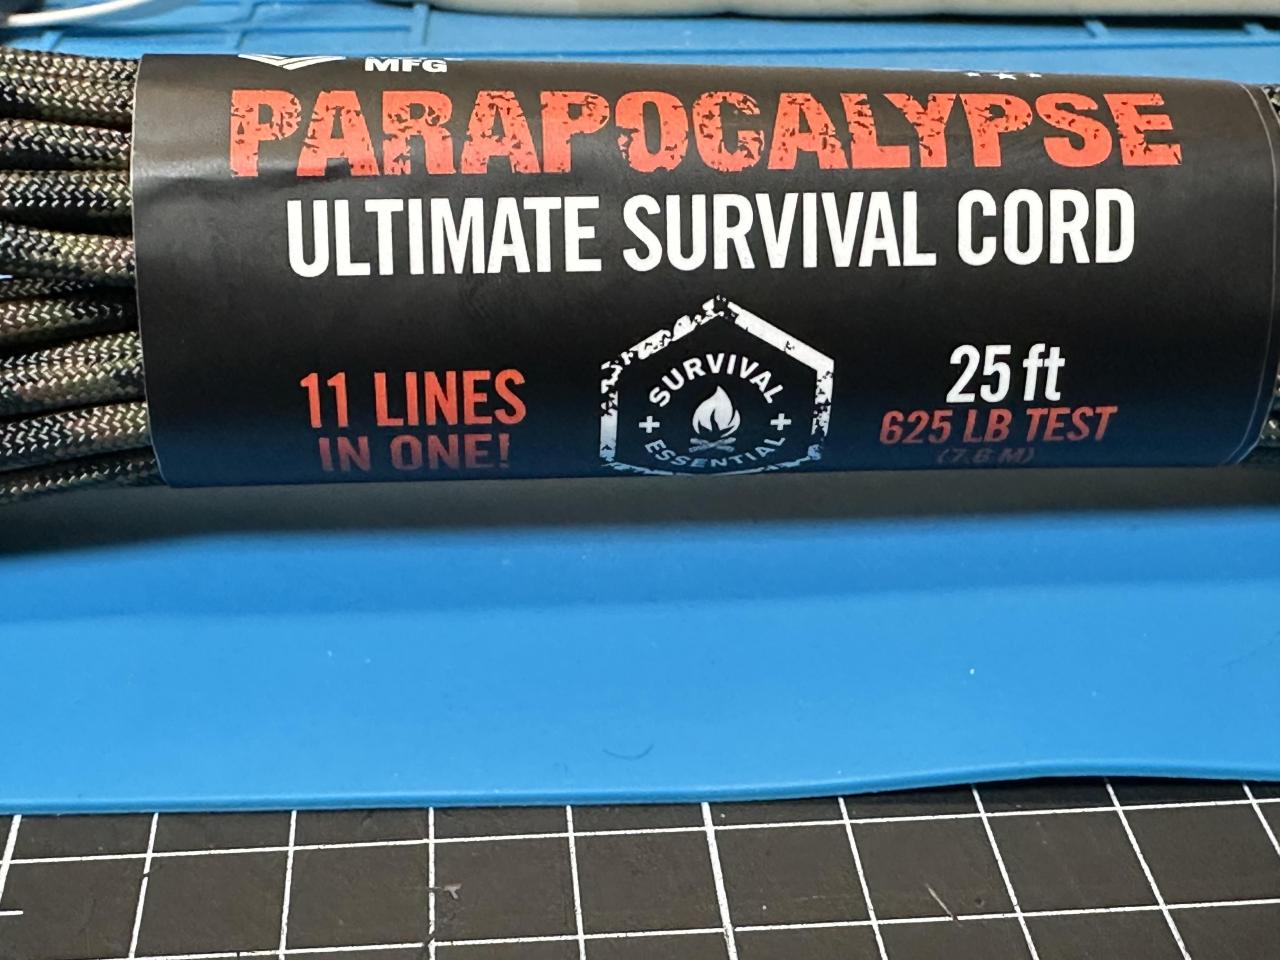 MFG
PARAPOCALYPSE
ULTIMATE SURVIVAL CORD
11 LINES
IN ONE!
SURVIVAL
ESSENTIAL
25 ft
625 LB TEST
(7.6 M)